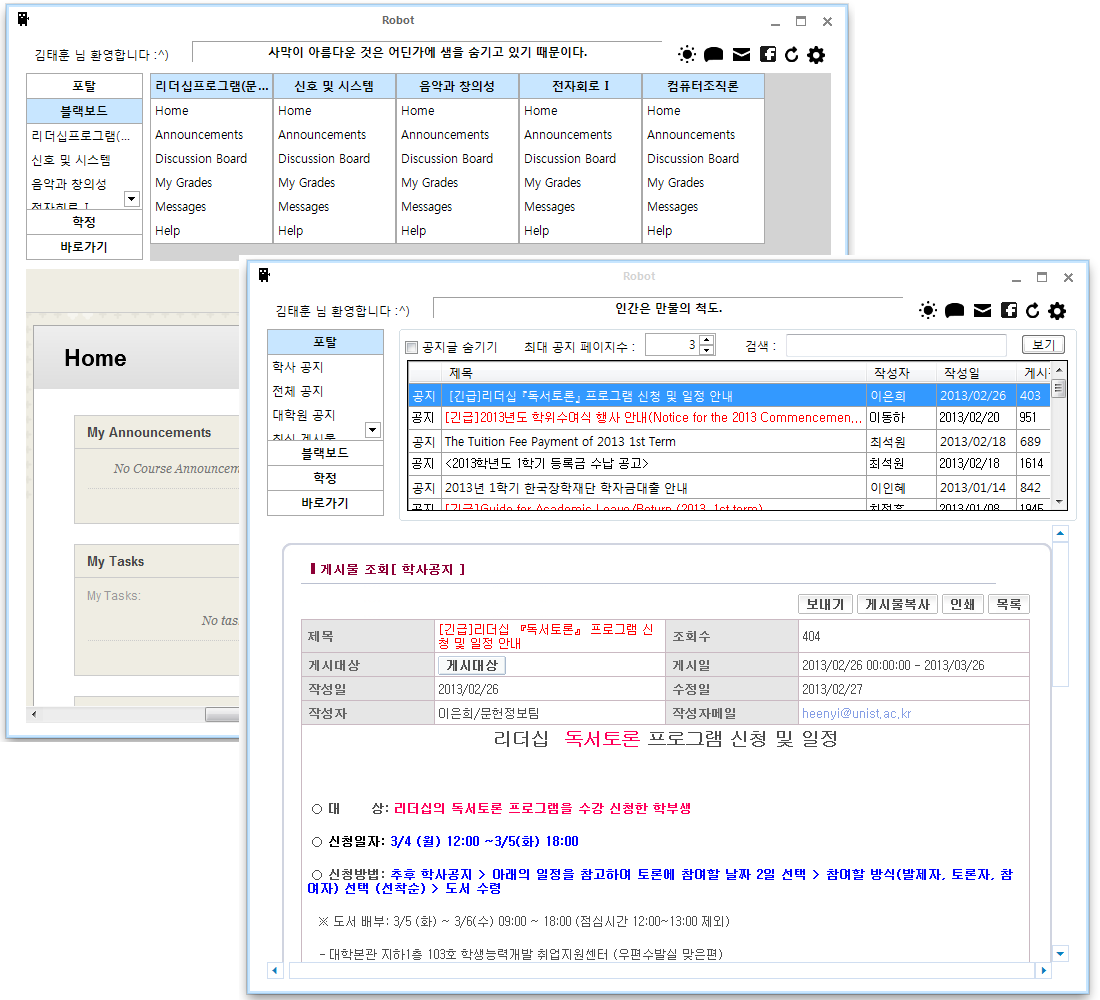 Robot
김태훈 님 환영합니다 :^)
사막이 아름다운 것은 어딘가에 샘을 숨기고 있기 때문이다.
포탈
블랙보드
리더십프로그램(...
신호 및 시스템
음악과 창의성
전자회로 I
학정
바로가기
리더십프로그램(문... 신호 및 시스템 음악과 창의성 전자회로 I 컴퓨터조직론
Home Home Home Home Home
Announcements Announcements Announcements Announcements Announcements
Discussion Board Discussion Board Discussion Board Discussion Board Discussion Board
My Grades My Grades My Grades My Grades My Grades
Messages Messages Messages Messages Messages
Help Help Help Help Help
Home
My Announcements
No Course Announcem
My Tasks
My Tasks:
No tas
Robot
김태훈 님 환영합니다 :^)
인간은 만물의 척도.
포탈
학사 공지
전체 공지
대학원 공지
최신 게시물
블랙보드
학정
바로가기
공지글 숨기기 최대 공지 페이지수 : 3 검색 : 보기
제목 작성자 작성일 게시
공지 [긴급]리더십 『독서토론』 프로그램 신청 및 일정 안내 이은희 2013/02/26 403
공지 [긴급]2013년도 학위수여식 행사 안내(Notice for the 2013 Commencemen... 이동하 2013/02/20 951
공지 The Tuition Fee Payment of 2013 1st Term 최석원 2013/02/18 689
공지 <2013학년도 1학기 등록금 수납 공고> 최석원 2013/02/18 1614
공지 2013년 1학기 한국장학재단 학자금대출 안내 이인혜 2013/01/14 842
공지 [긴급]Guide for Academic Leave/Return (2013. 1st term) 2013/01/08 1945
게시물 조회[ 학사공지 ]
보내기 게시물복사 인쇄 목록
제목 [긴급]리더십 『독서토론』 프로그램 신청 및 일정 안내 조회수 404
게시대상 게시대상 게시일 2013/02/26 00:00:00 - 2013/03/26
작성일 2013/02/26 수정일 2013/02/27
작성자 이은희/문헌정보팀 작성자메일 heenyi@unist.ac.kr
리더십 독서토론 프로그램 신청 및 일정
○ 대 상: 리더십의 독서토론 프로그램을 수강 신청한 학부생
○ 신청일자: 3/4 (월) 12:00 ~3/5(화) 18:00
○ 신청방법: 추후 학사공지 > 아래의 일정을 참고하여 토론에 참여할 날짜 2일 선택 > 참여할 방식(발제자, 토론자, 참
여자) 선택 (선착순) > 도서 수령
※ 도서 배부: 3/5 (화) ~ 3/6(수) 09:00 ~ 18:00 (점심시간 12:00~13:00 제외)
- 대학본관 지하1층 103호 학생능력개발 취업지원센터 (우편수발실 맞은편)